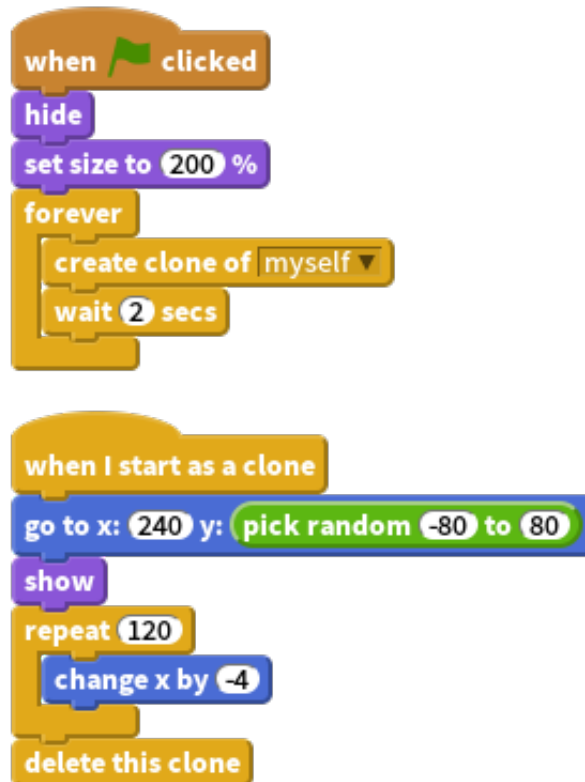 when clicked
hide
set size to 200 %
forever
create clone of myself
wait 2 secs
when I start as a clone
go to x: 240 y: pick random -80 to 80
show
repeat 120
change x by -4
delete this clone